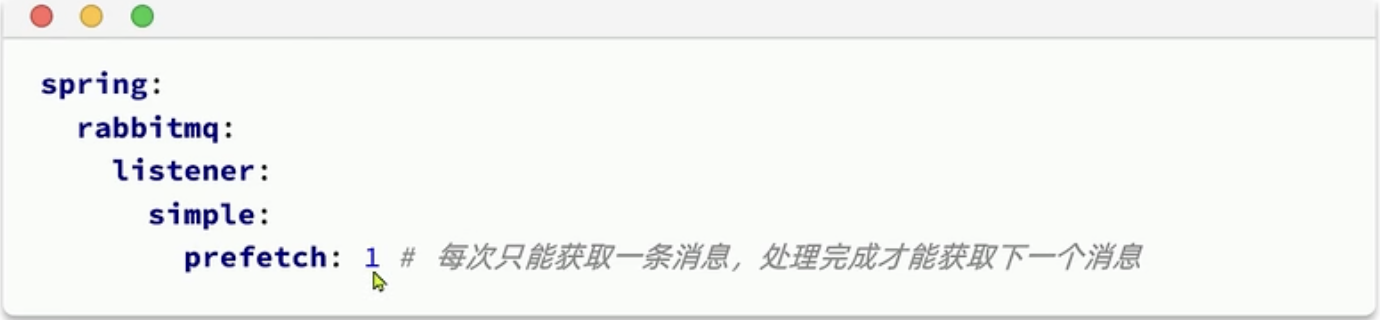 spring:
  rabbitmq:
    listener:
      simple:
        prefetch: 1 # 每次只能获取一条消息，处理完成才能获取下一个消息